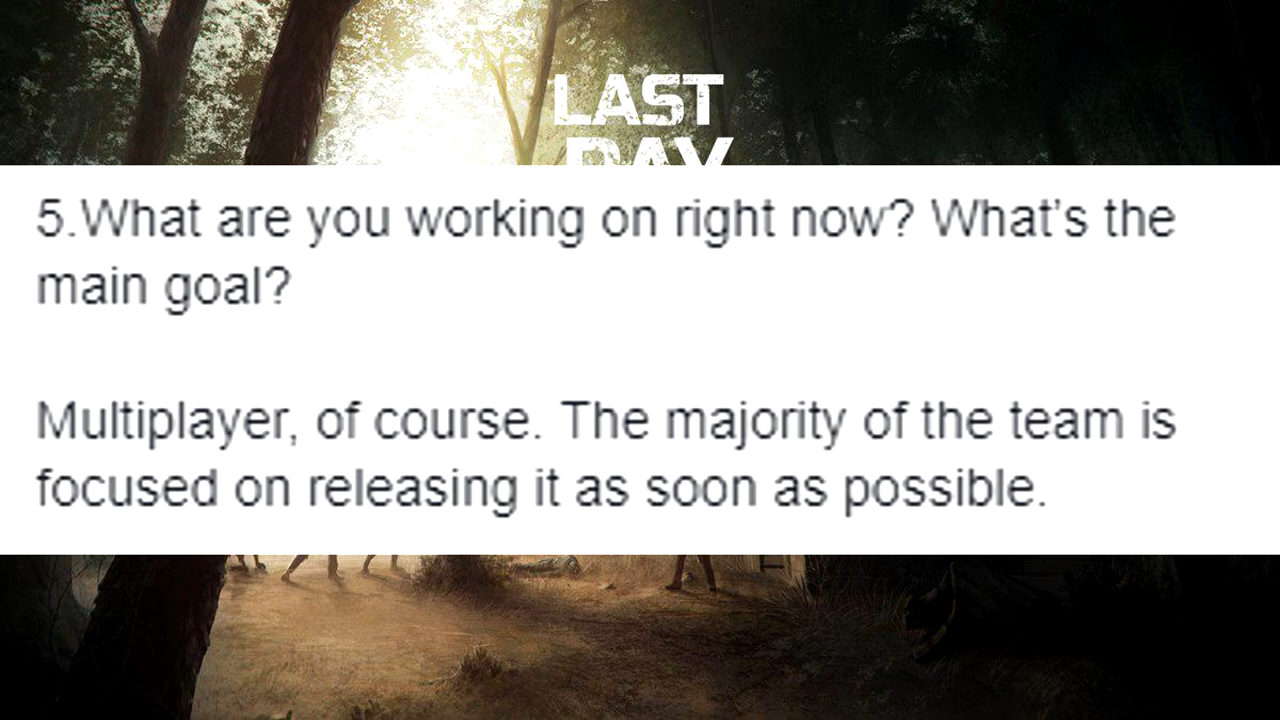 LAST
DAY
5.What are you working on right now? What's the
main goal?
Multiplayer, of course. The majority of the team is
focused on releasing it as soon as possible.